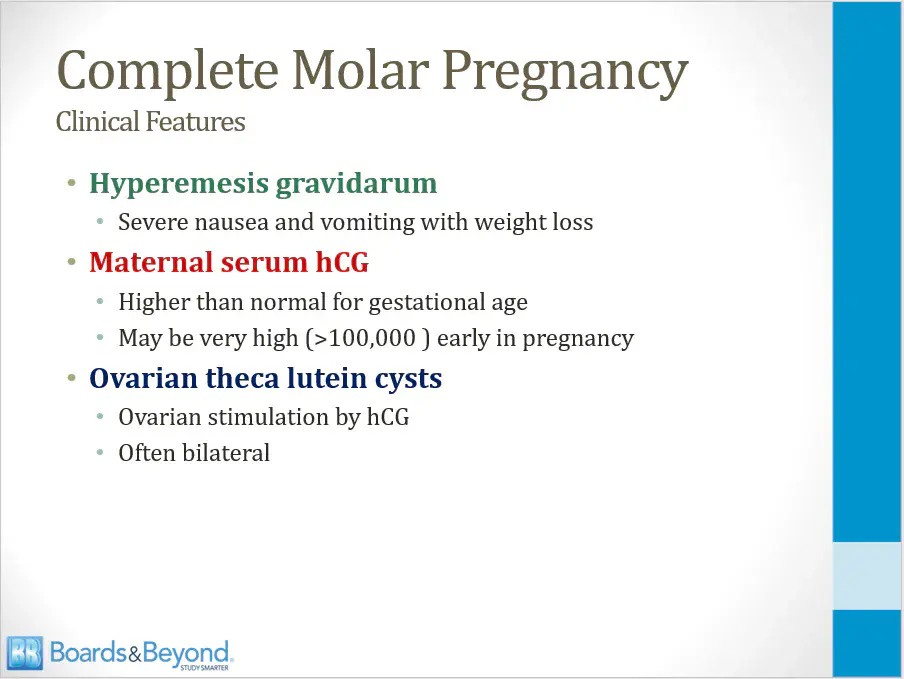 Complete Molar Pregnancy
Clinical Features
• Hyperemesis gravidarum
• Severe nausea and vomiting with weight loss
• Maternal serum hCG
• Higher than normal for gestational age
• May be very high (>100,000 ) early in pregnancy
• Ovarian theca lutein cysts
• Ovarian stimulation by hCG
• Often bilateral
BB Boards&Beyond.
STUDY SMARTER